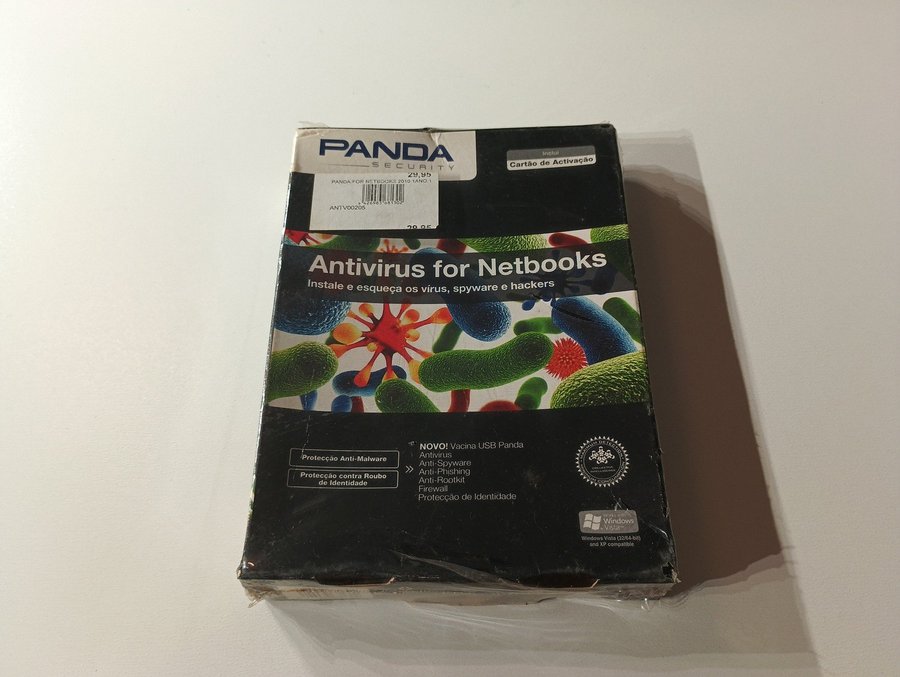 PANDA
SECURITY
Inclui
Cartão de Activação
29,95
PANDA FOR NETBOOKS 2010 1ANO 1
ANTV00205
29,95
Antivirus for Netbooks
Instale e esqueça os vírus, spyware e hackers
Protecção Anti-Malware
Protecção contra Roubo
de Identidade
NOVO! Vacina USB Panda
Antivirus
Anti-Spyware
Anti-Phishing
Anti-Rootkit
Firewall
Protecção de Identidade
Windows
Vista
Windows Vista (32/64-bit)
and XP compatible